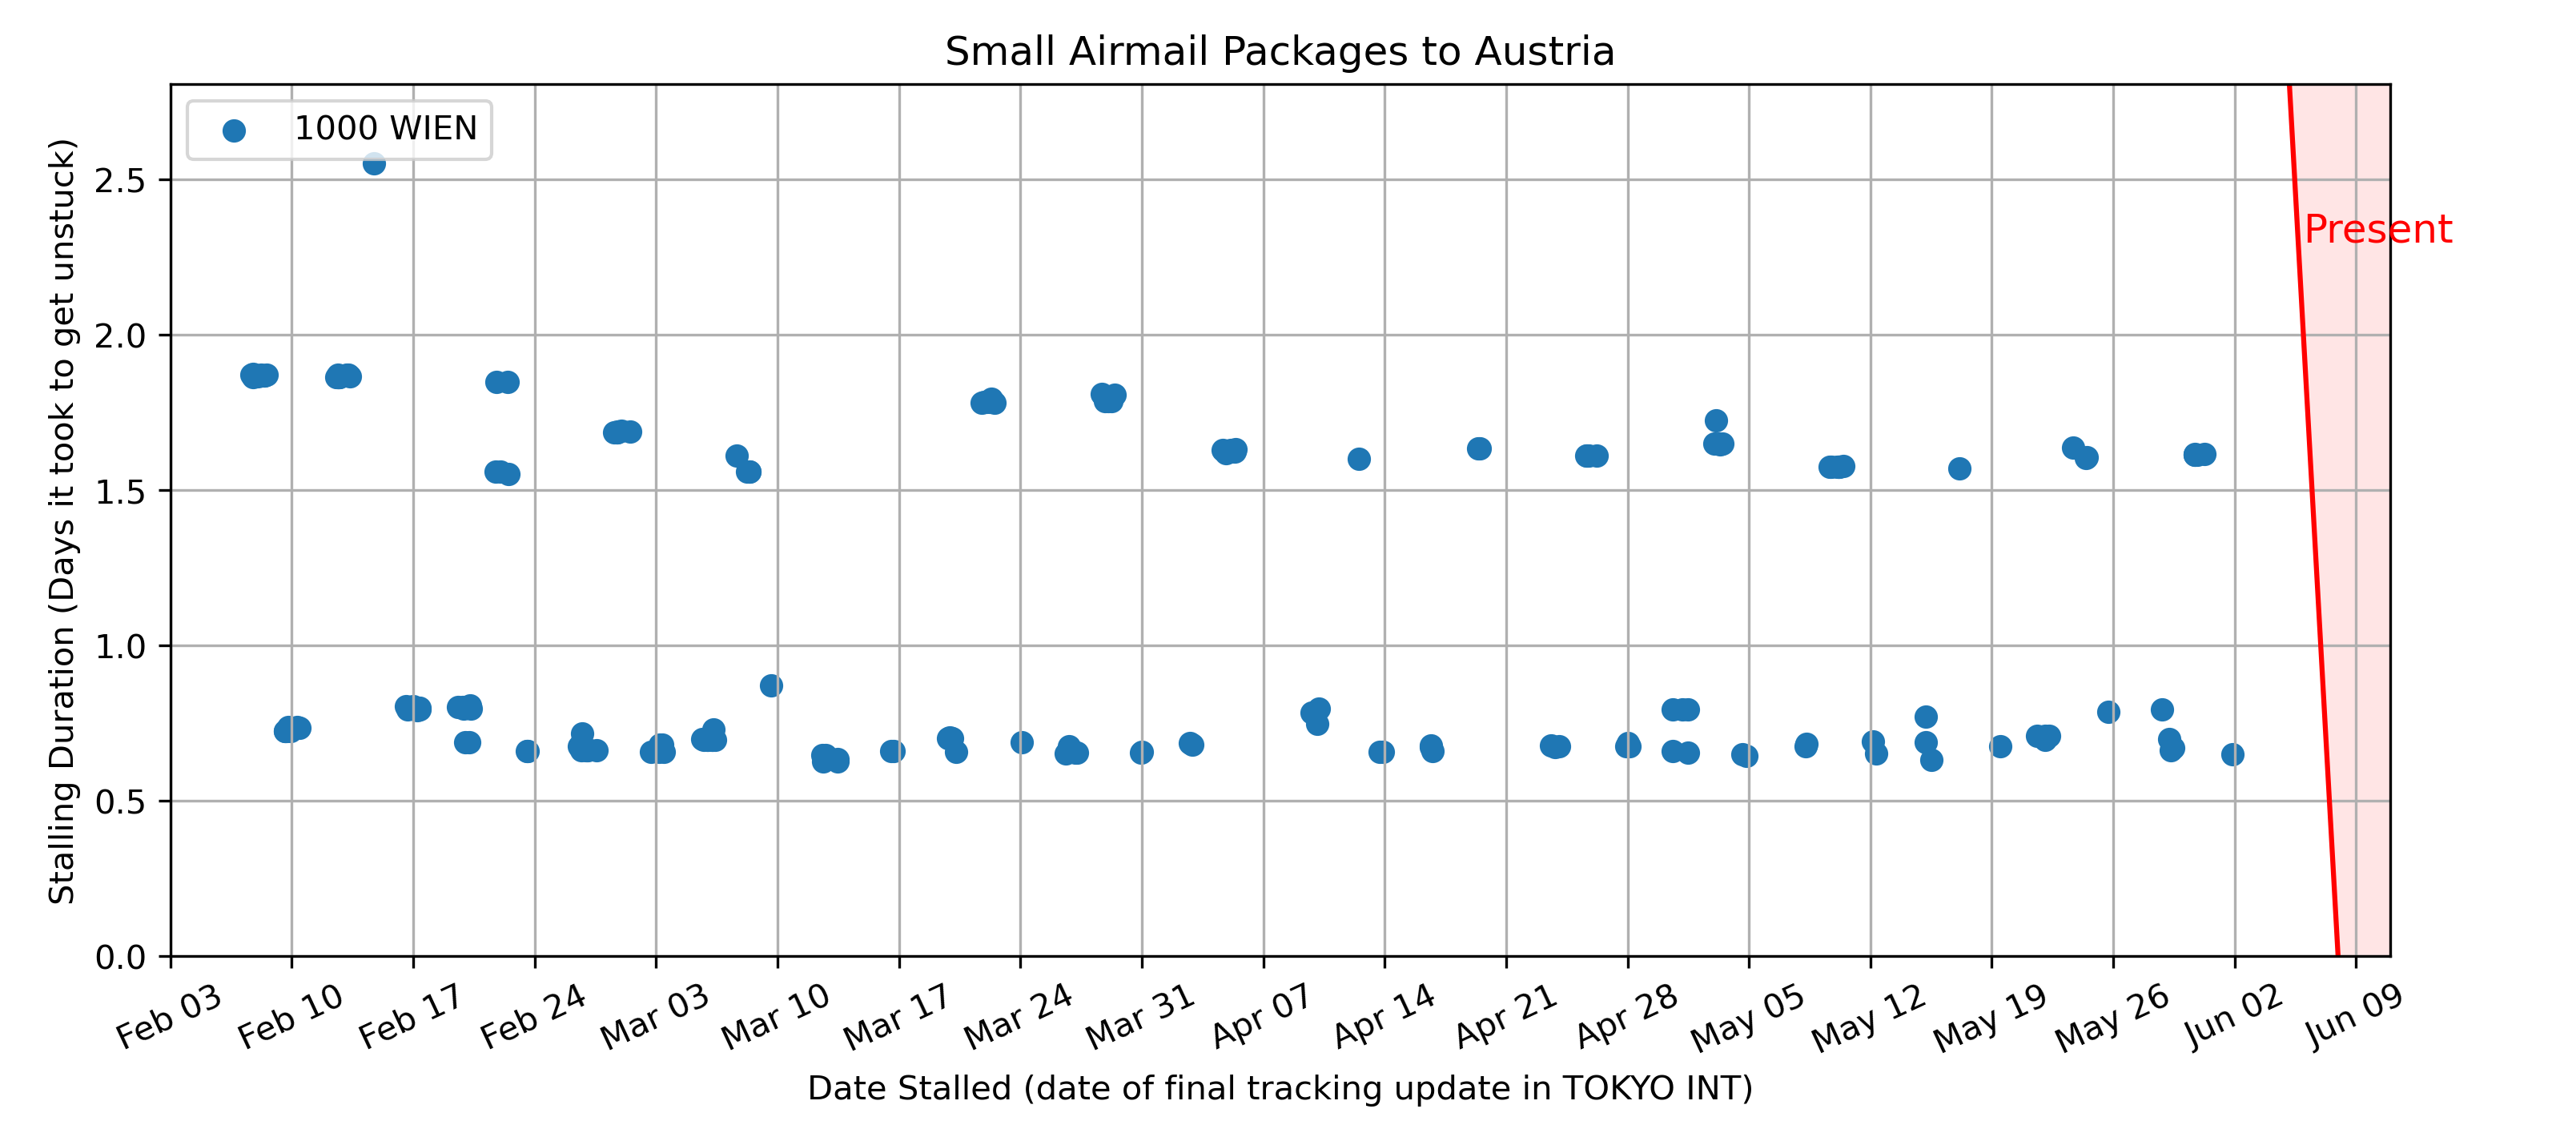 Small Airmail Packages to Austria
1000 WIEN
Present
Stalling Duration (Days it took to get unstuck)
2.5
2.0
1.5
1.0
0.5
0.0
Feb 03 Feb 10 Feb 17 Feb 24 Mar 03 Mar 10 Mar 17 Mar 24 Mar 31 Apr 07 Apr 14 Apr 21 Apr 28 May 05 May 12 May 19 May 26 Jun 02 Jun 09
Date Stalled (date of final tracking update in TOKYO INT)